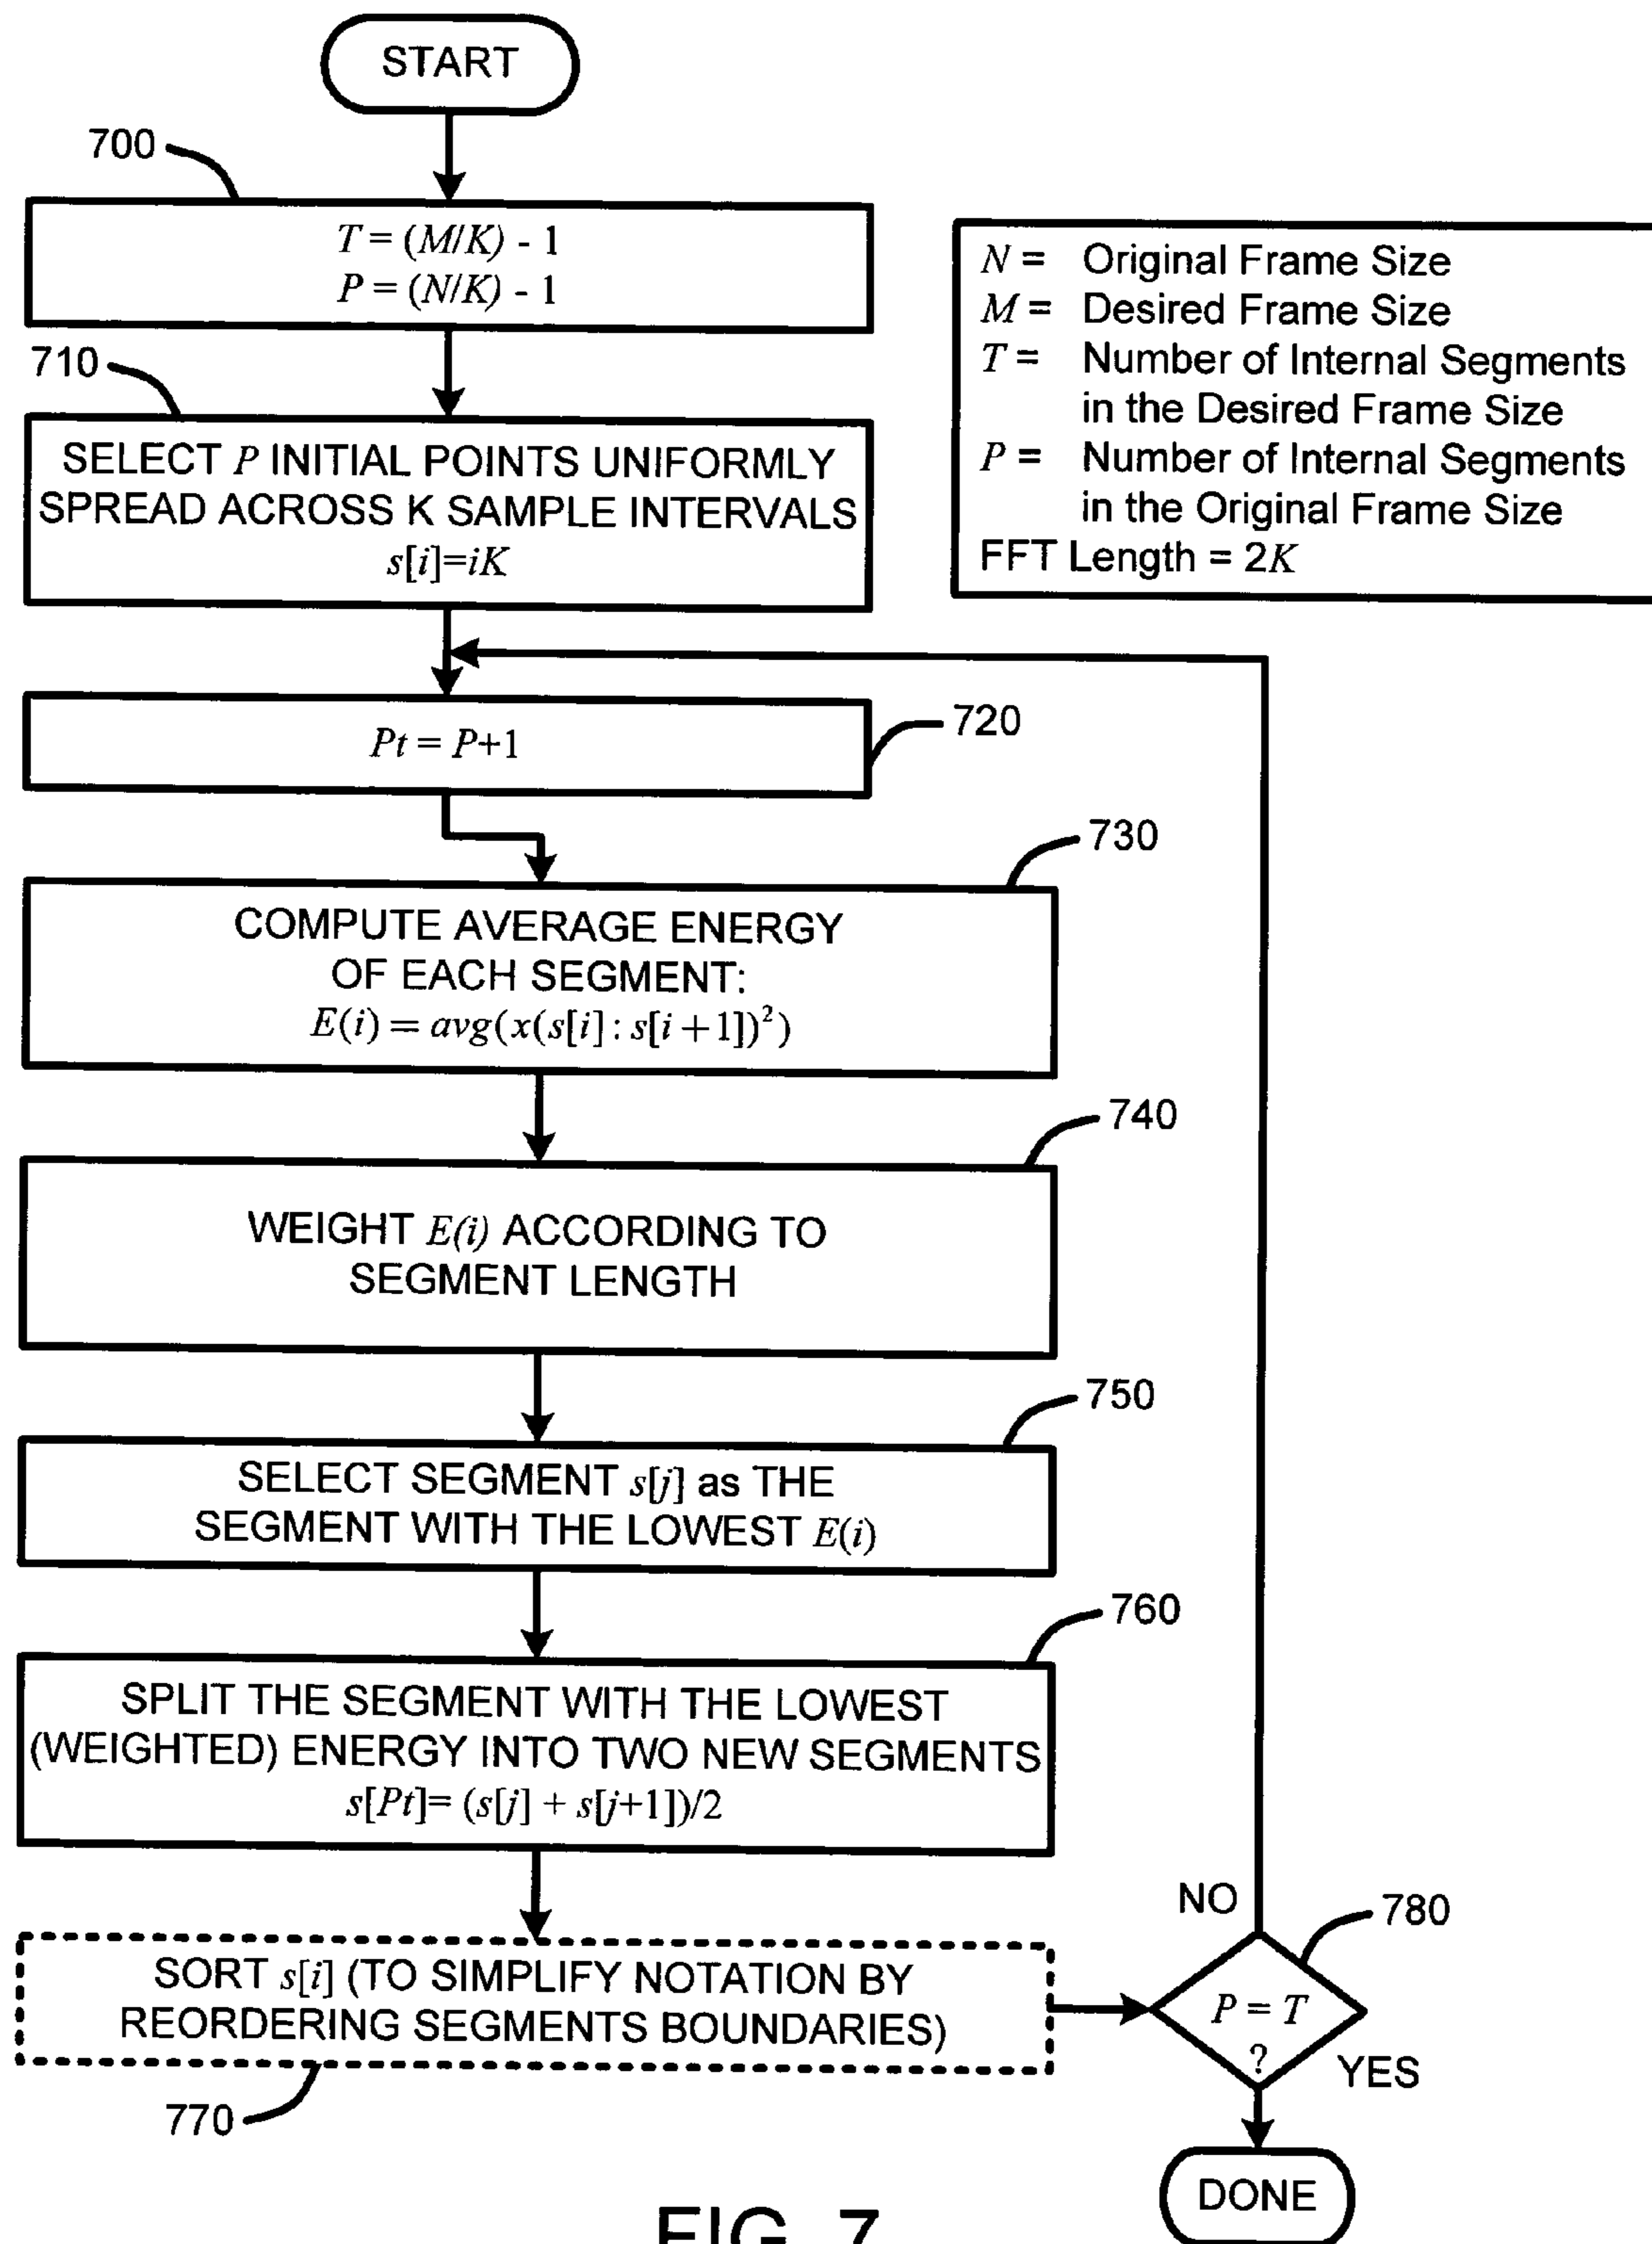 START
700
T = (M/K) - 1
P = (N/K) - 1
N = Original Frame Size
M = Desired Frame Size
T = Number of Internal Segments
in the Desired Frame Size
P = Number of Internal Segments
in the Original Frame Size
FFT Length = 2K
710
SELECT P INITIAL POINTS UNIFORMLY
SPREAD ACROSS K SAMPLE INTERVALS
s[i]=iK
720
Pt = P+1
730
COMPUTE AVERAGE ENERGY
OF EACH SEGMENT:
E(i) = avg(x(s[i] : s[i +1])²)
740
WEIGHT E(i) ACCORDING TO
SEGMENT LENGTH
750
SELECT SEGMENT s[j] as THE
SEGMENT WITH THE LOWEST E(i)
760
SPLIT THE SEGMENT WITH THE LOWEST
(WEIGHTED) ENERGY INTO TWO NEW SEGMENTS
s[Pt]= (s[j] + s[j+1])/2
NO
780
SORT s[i] (TO SIMPLIFY NOTATION BY
REORDERING SEGMENTS BOUNDARIES)
P = T
?
YES
770
DONE
FIG. 7